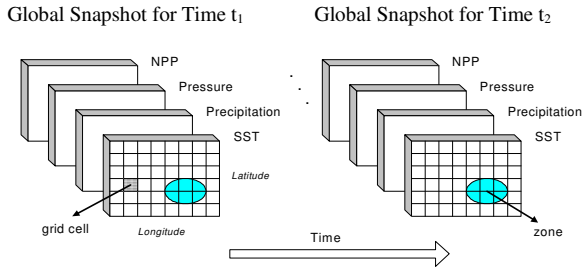 Global Snapshot for Time t1
Global Snapshot for Time t2
NPP
Pressure
Precipitation
SST
Latitude
grid cell
Longitude
NPP
Pressure
Precipitation
SST
zone
Time